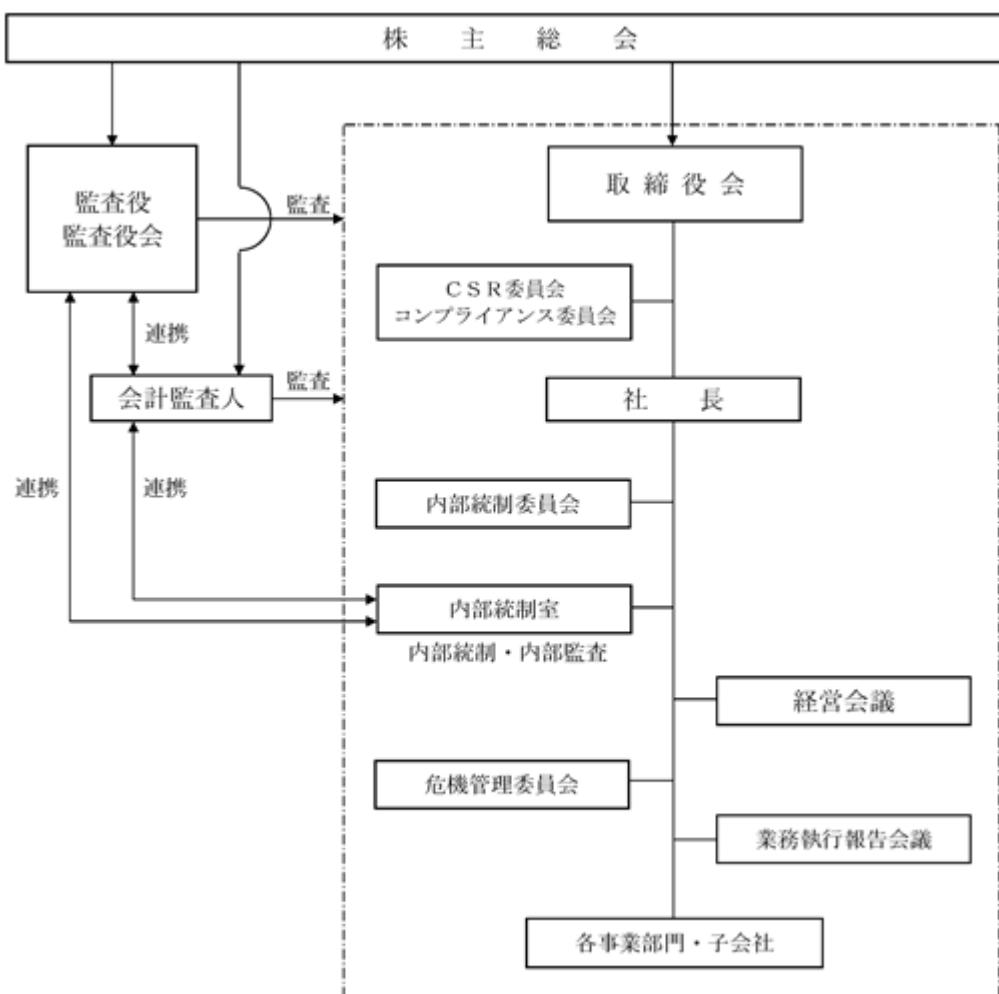 株主総会
取締役会
監査役
監査役会
監査
CSR委員会
コンプライアンス委員会
連携
会計監査人
監査
社長
連携
連携
内部統制委員会
内部統制室
内部統制・内部監査
経営会議
危機管理委員会
業務執行報告会議
各事業部門・子会社